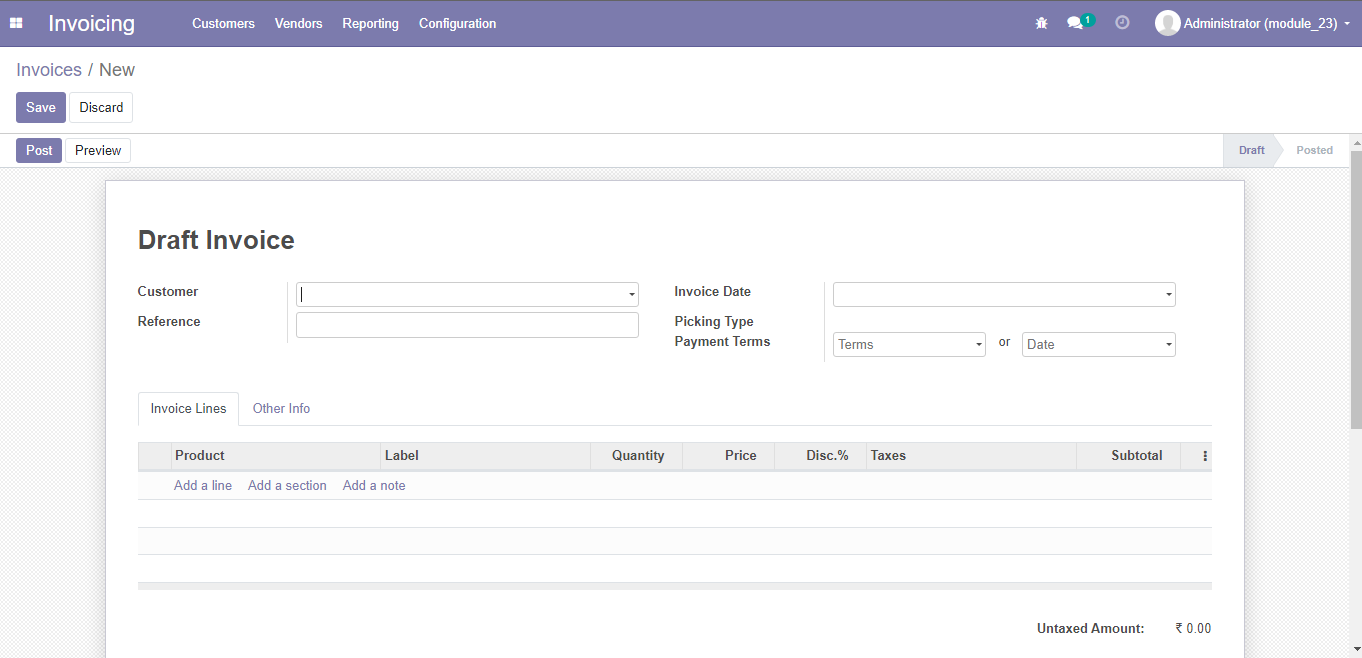 Invoicing Customers Vendors Reporting Configuration 1 Administrator (module_23)
Invoices / New
Save Discard
Post Preview Draft Posted
Draft Invoice
Customer Invoice Date
Reference Picking Type
Payment Terms Terms or Date
Invoice Lines Other Info
Product Label Quantity Price Disc.% Taxes Subtotal
Add a line Add a section Add a note
Untaxed Amount: ₹ 0.00